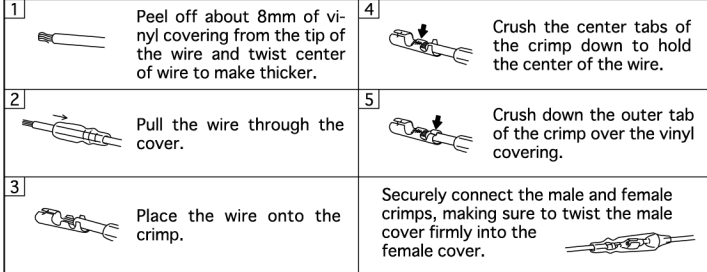 1
Peel off about 8mm of vi-
nyl covering from the tip of
the wire and twist center
of wire to make thicker.
2
Pull the wire through the
cover.
3
Place the wire onto the
crimp.
4
Crush the center tabs of
the crimp down to hold
the center of the wire.
5
Crush down the outer tab
of the crimp over the vinyl
covering.
Securely connect the male and female
crimps, making sure to twist the male
cover firmly into the
female cover.